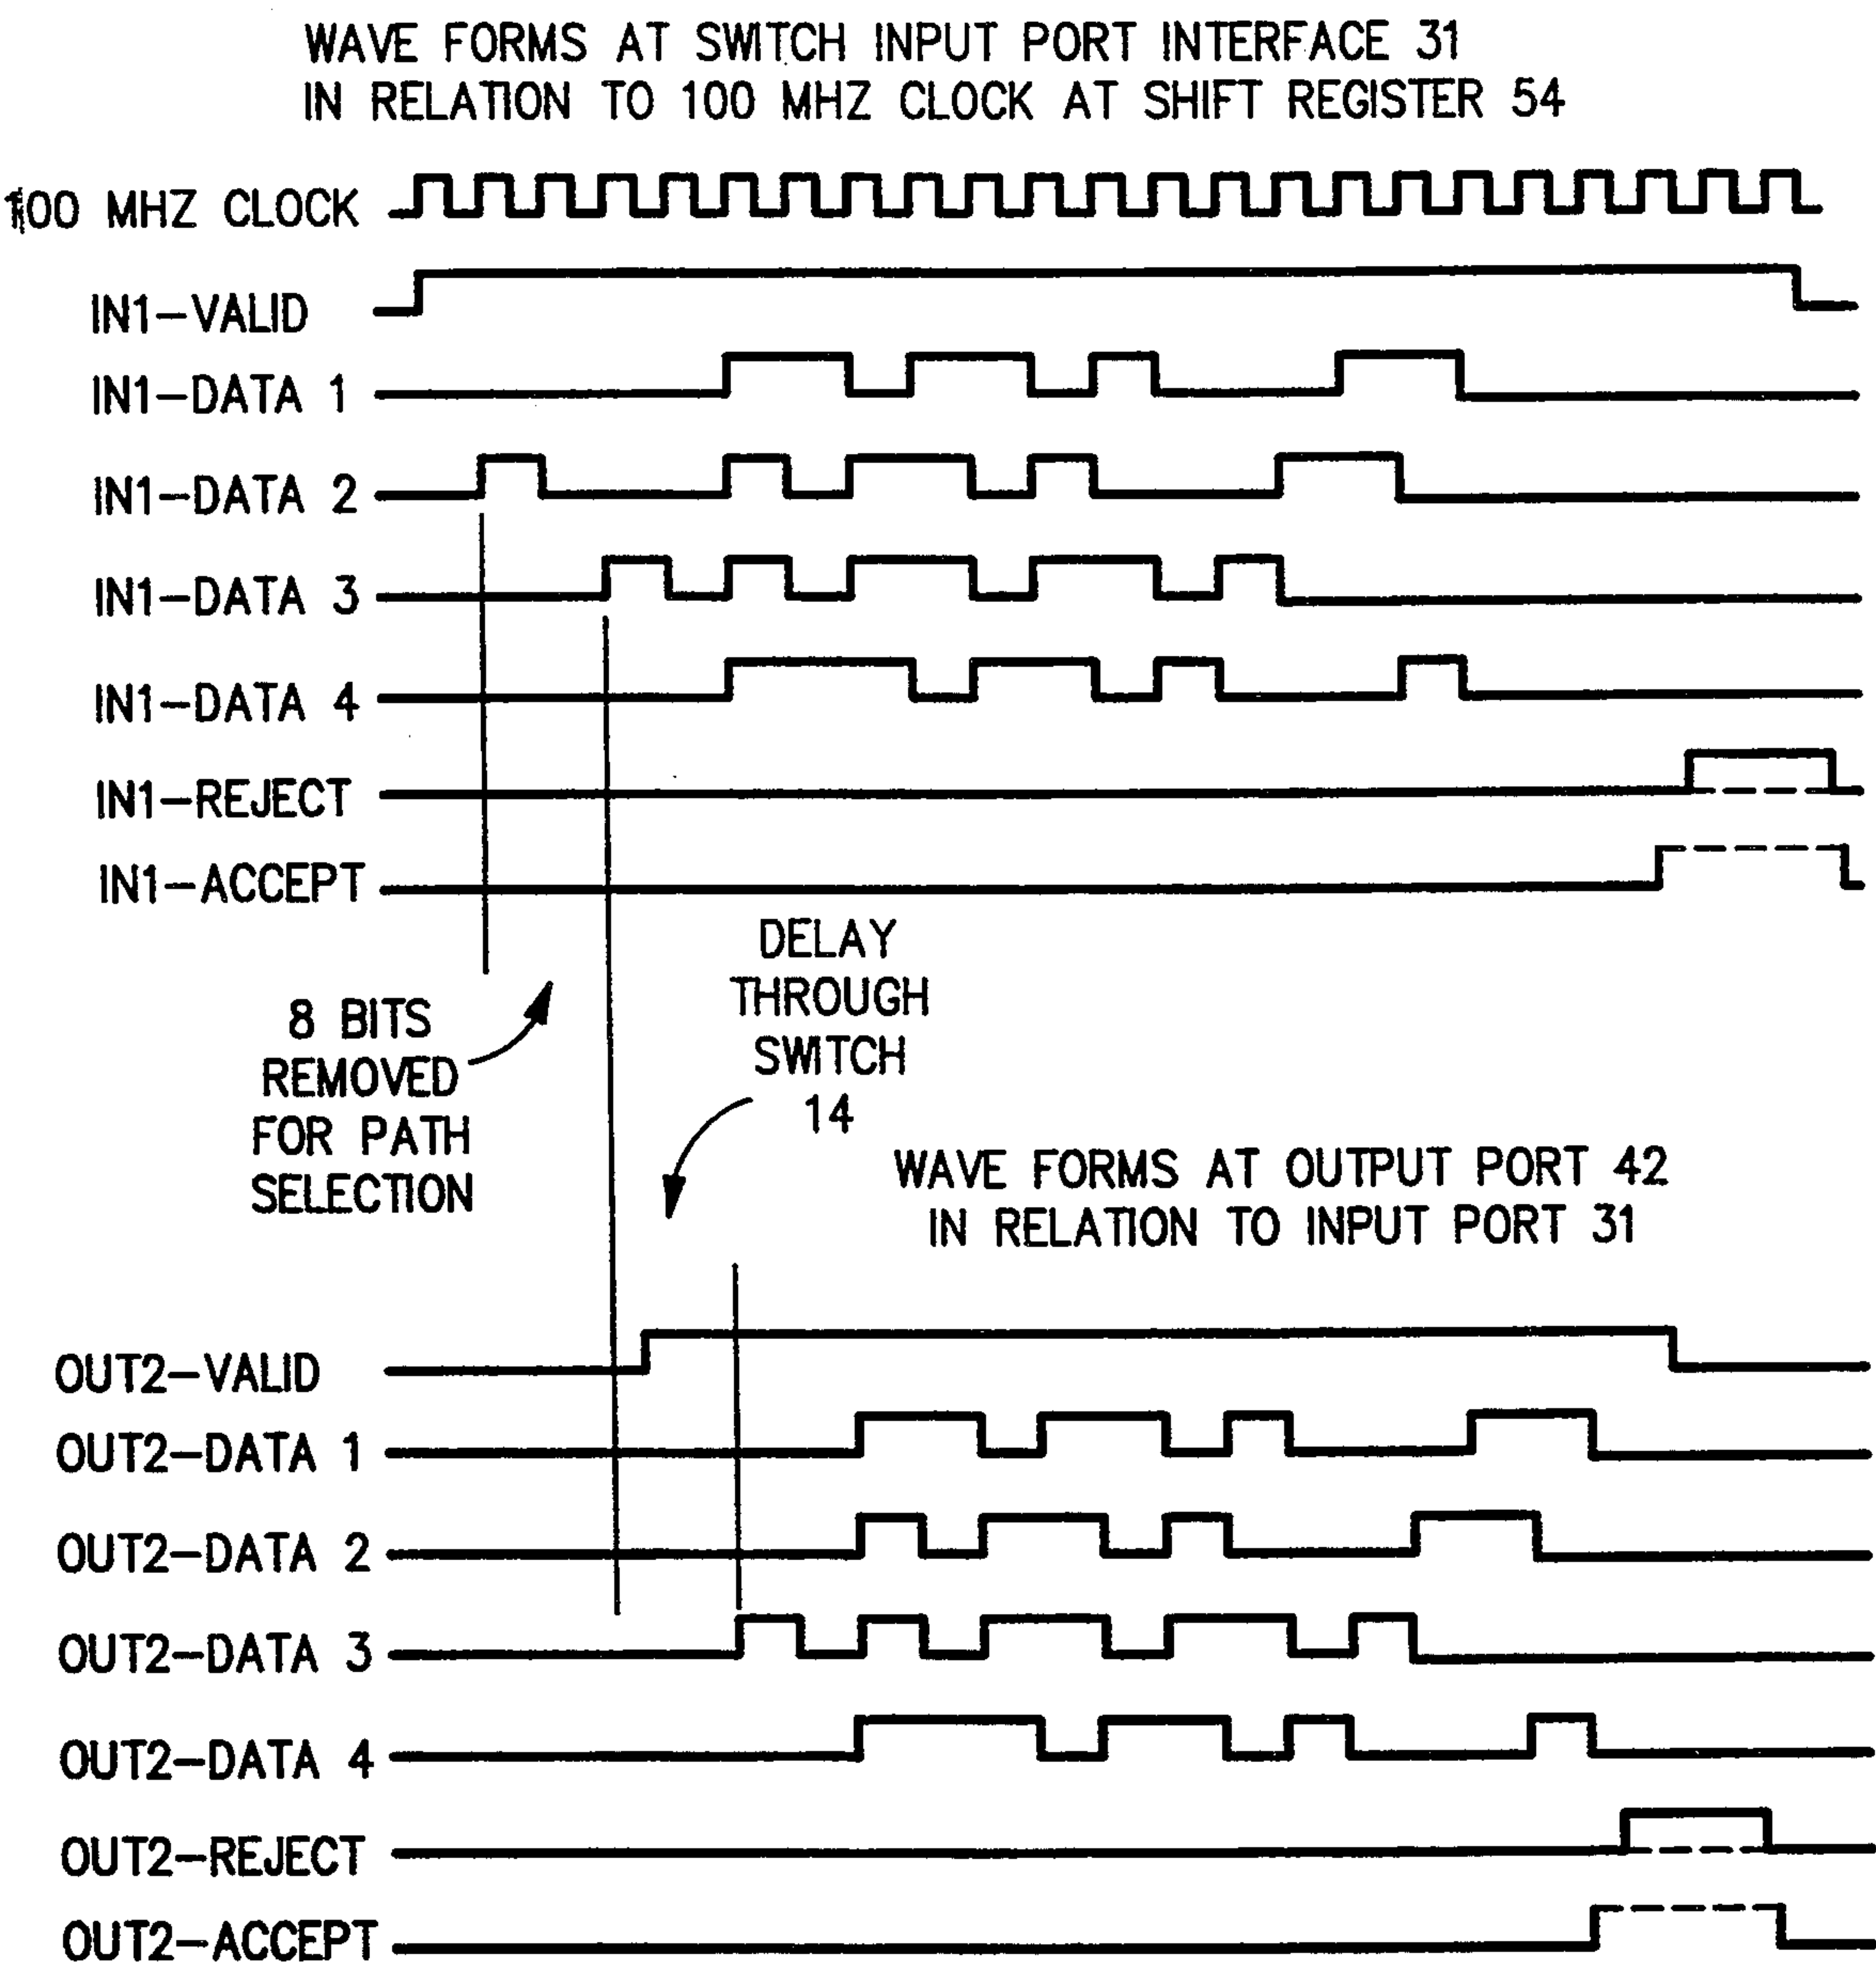 WAVE FORMS AT SWITCH INPUT PORT INTERFACE 31
IN RELATION TO 100 MHZ CLOCK AT SHIFT REGISTER 54
100 MHZ CLOCK
IN1-VALID
IN1-DATA 1
IN1-DATA 2
IN1-DATA 3
IN1-DATA 4
IN1-REJECT
IN1-ACCEPT
8 BITS
REMOVED
FOR PATH
SELECTION
DELAY
THROUGH
SWITCH
14
WAVE FORMS AT OUTPUT PORT 42
IN RELATION TO INPUT PORT 31
OUT2-VALID
OUT2-DATA 1
OUT2-DATA 2
OUT2-DATA 3
OUT2-DATA 4
OUT2-REJECT
OUT2-ACCEPT